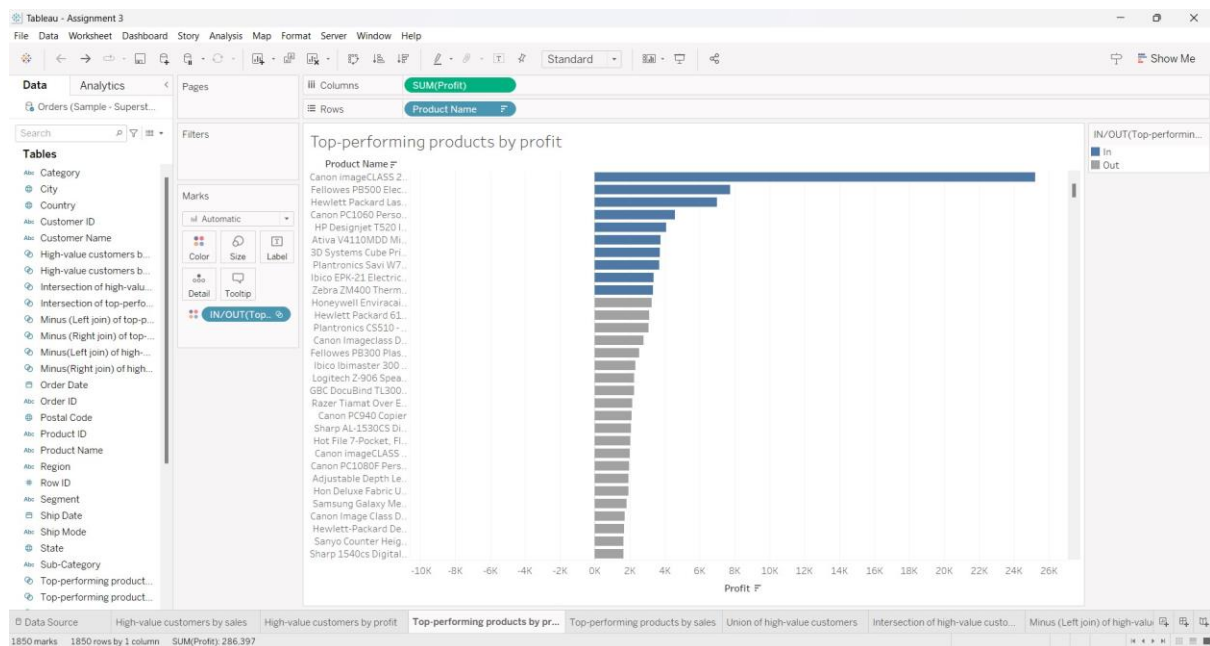 Tableau - Assignment 3
File Data Worksheet Dashboard Story Analysis Map Format Server Window Help
Standard
Show Me
Data Analytics
Orders (Sample - Superst...
Search
Tables
Abc Category
City
Country
Abc Customer ID
Abc Customer Name
High-value customers b...
High-value customers b...
Intersection of high-valu...
Intersection of top-perfo...
Minus (Left join) of top-p...
Minus (Right join) of top-...
Minus(Left join) of high-...
Minus(Right join) of high...
Order Date
Abc Order ID
Postal Code
Abc Product ID
Abc Product Name
Abc Region
# Row ID
Abc Segment
Ship Date
Abc Ship Mode
State
Abc Sub-Category
Top-performing product...
Top-performing product...
Pages
Filters
Marks
Automatic
Color Size Label
Detail Tooltip
IN/OUT(Top..
Columns SUM(Profit)
Rows Product Name
Top-performing products by profit
Product Name
Canon imageCLASS 2..
Fellowes PB500 Elec..
Hewlett Packard Las..
Canon PC1060 Perso..
HP Designjet T520 I..
Ativa V4110MDD Mi..
3D Systems Cube Pri..
Plantronics Savi W7..
Ibico EPK-21 Electric..
Zebra ZM400 Therm..
Honeywell Enviracai..
Hewlett Packard 61..
Plantronics CS510 -..
Canon Imageclass D..
Fellowes PB300 Plas..
Ibico Ibimaster 300 ..
Logitech Z-906 Spea..
GBC DocuBind TL300..
Razer Tiamat Over E..
Canon PC940 Copier
Sharp AL-1530CS Di..
Hot File 7-Pocket, Fl..
Canon imageCLASS ..
Canon PC1080F Pers..
Adjustable Depth Le..
Hon Deluxe Fabric U..
Samsung Galaxy Me..
Canon Image Class D..
Hewlett-Packard De..
Sanyo Counter Heig..
Sharp 1540cs Digital..
-10K -8K -6K -4K -2K 0K 2K 4K 6K 8K 10K 12K 14K 16K 18K 20K 22K 24K 26K
Profit
IN/OUT(Top-performin...
In
Out
Data Source High-value customers by sales High-value customers by profit Top-performing products by pr... Top-performing products by sales Union of high-value customers Intersection of high-value custo... Minus (Left join) of high-valu
1850 marks 1850 rows by 1 column SUM(Profit): 286.397